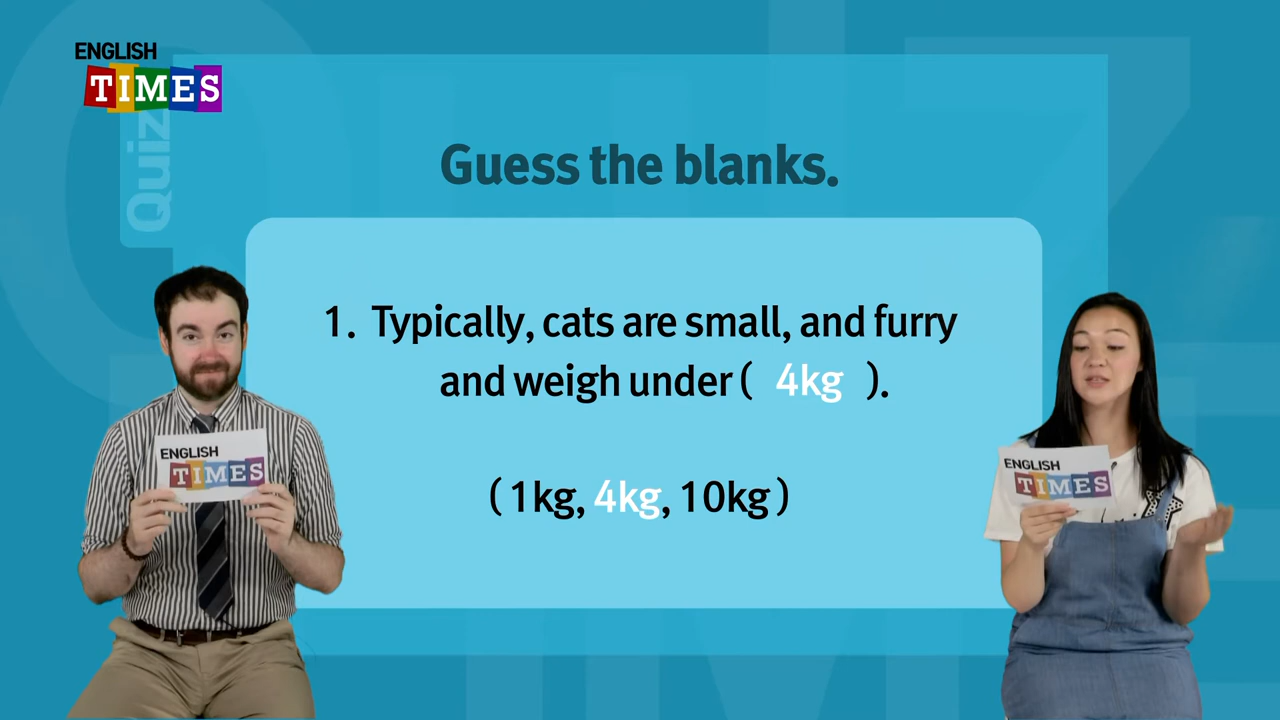 ENGLISH
TIMES
Quiz
Guess the blanks.
1. Typically, cats are small, and furry
and weigh under ( 4kg ).
( 1kg, 4kg, 10kg )
ENGLISH
TIMES
ENGLISH
TIMES